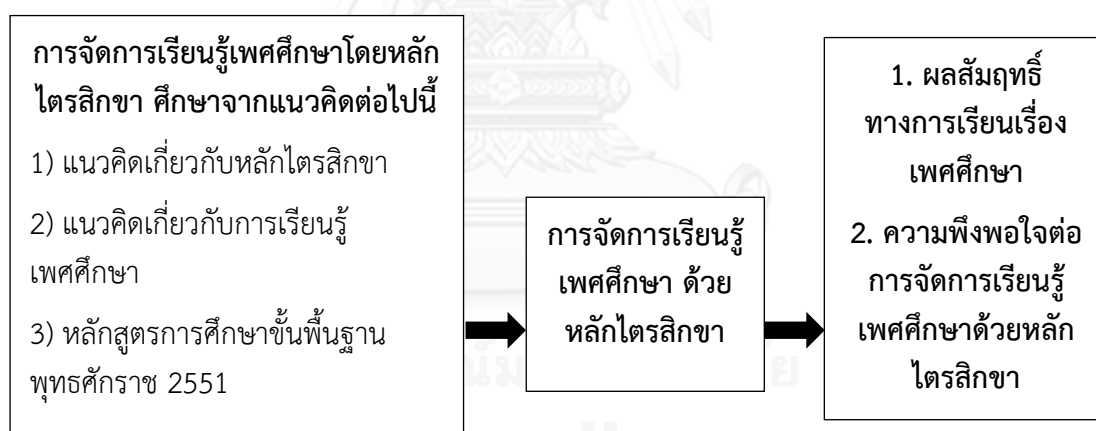 การจัดการเรียนรู้เพศศึกษาโดยหลัก
ไตรสิกขา ศึกษาจากแนวคิดต่อไปนี้
1) แนวคิดเกี่ยวกับหลักไตรสิกขา
2) แนวคิดเกี่ยวกับการเรียนรู้
เพศศึกษา
3) หลักสูตรการศึกษาขั้นพื้นฐาน
พุทธศักราช 2551
การจัดการเรียนรู้
เพศศึกษา ด้วย
หลักไตรสิกขา
1. ผลสัมฤทธิ์
ทางการเรียนเรื่อง
เพศศึกษา
2. ความพึงพอใจต่อ
การจัดการเรียนรู้
เพศศึกษาด้วยหลัก
ไตรสิกขา